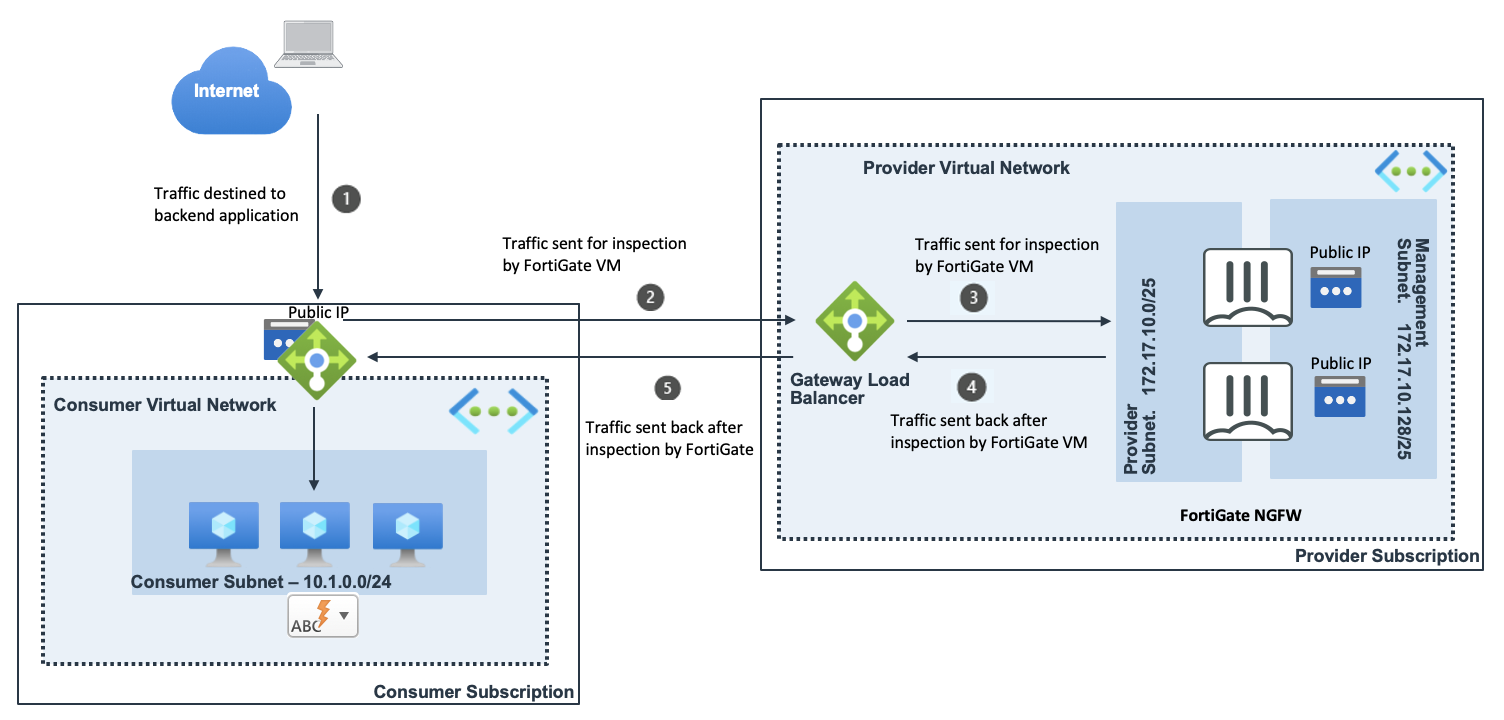 Internet
Traffic destined to
backend application
1
Provider Virtual Network
Traffic sent for inspection
by FortiGate VM
2
Traffic sent for inspection
by FortiGate VM
3
Public IP
Public IP
Management
Subnet. 172.17.10.128/25
Provider
Subnet. 172.17.10.0/25
Public IP
Gateway Load
Balancer
4
Traffic sent back after
inspection by FortiGate VM
5
Traffic sent back after
inspection by FortiGate
Consumer Virtual Network
FortiGate NGFW
Provider Subscription
Consumer Subnet – 10.1.0.0/24
ABC
Consumer Subscription